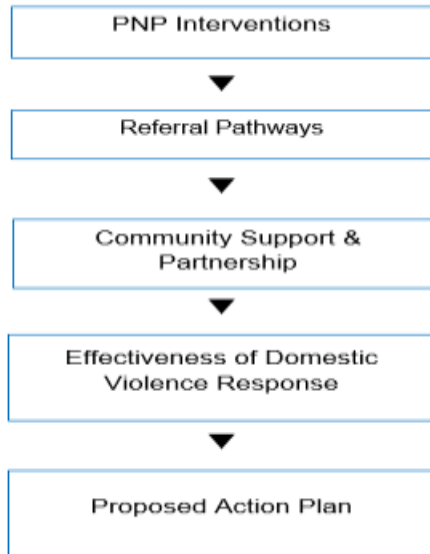 PNP Interventions
Referral Pathways
Community Support &
Partnership
Effectiveness of Domestic
Violence Response
Proposed Action Plan